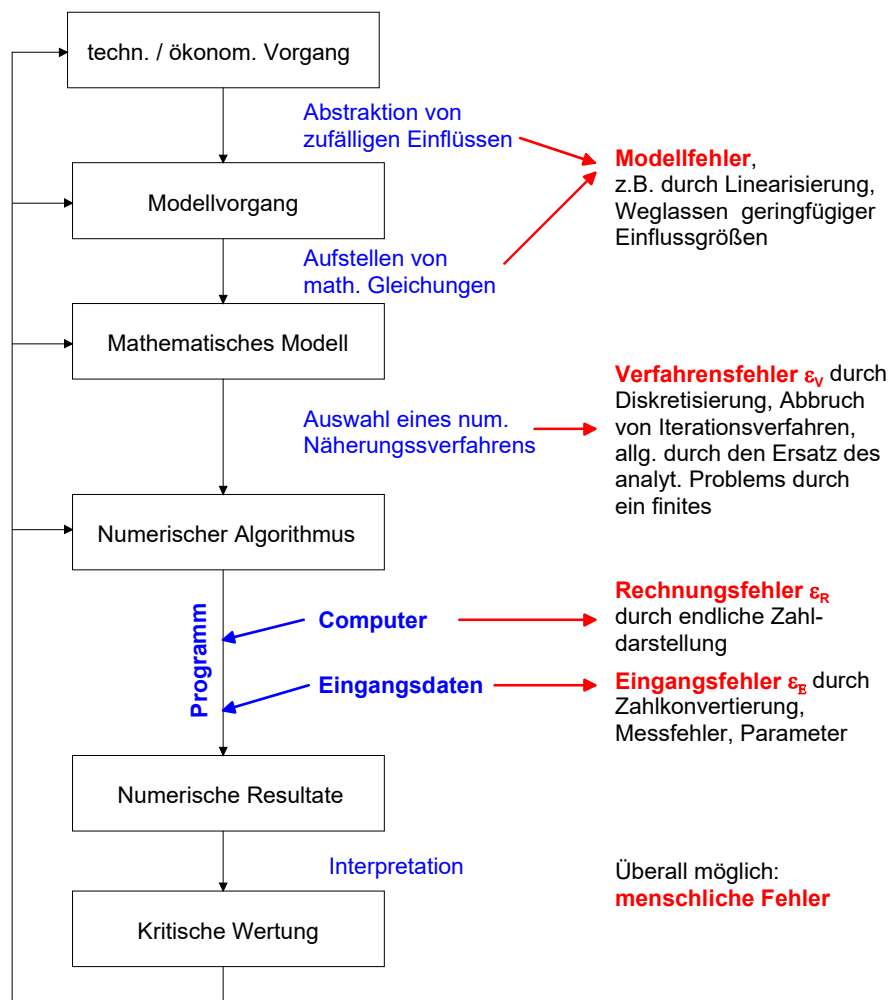 techn. / ökonom. Vorgang
Abstraktion von
zufälligen Einflüssen
Modellfehler,
z.B. durch Linearisierung,
Weglassen geringfügiger
Einflussgrößen
Modellvorgang
Aufstellen von
math. Gleichungen
Mathematisches Modell
Verfahrensfehler εV durch
Diskretisierung, Abbruch
von Iterationsverfahren,
allg. durch den Ersatz des
analyt. Problems durch
ein finites
Auswahl eines num.
Näherungssverfahrens
Numerischer Algorithmus
Programm
Computer
Rechnungsfehler εR
durch endliche Zahl-
darstellung
Eingangsdaten
Eingangsfehler εE durch
Zahlkonvertierung,
Messfehler, Parameter
Numerische Resultate
Interpretation
Überall möglich:
menschliche Fehler
Kritische Wertung